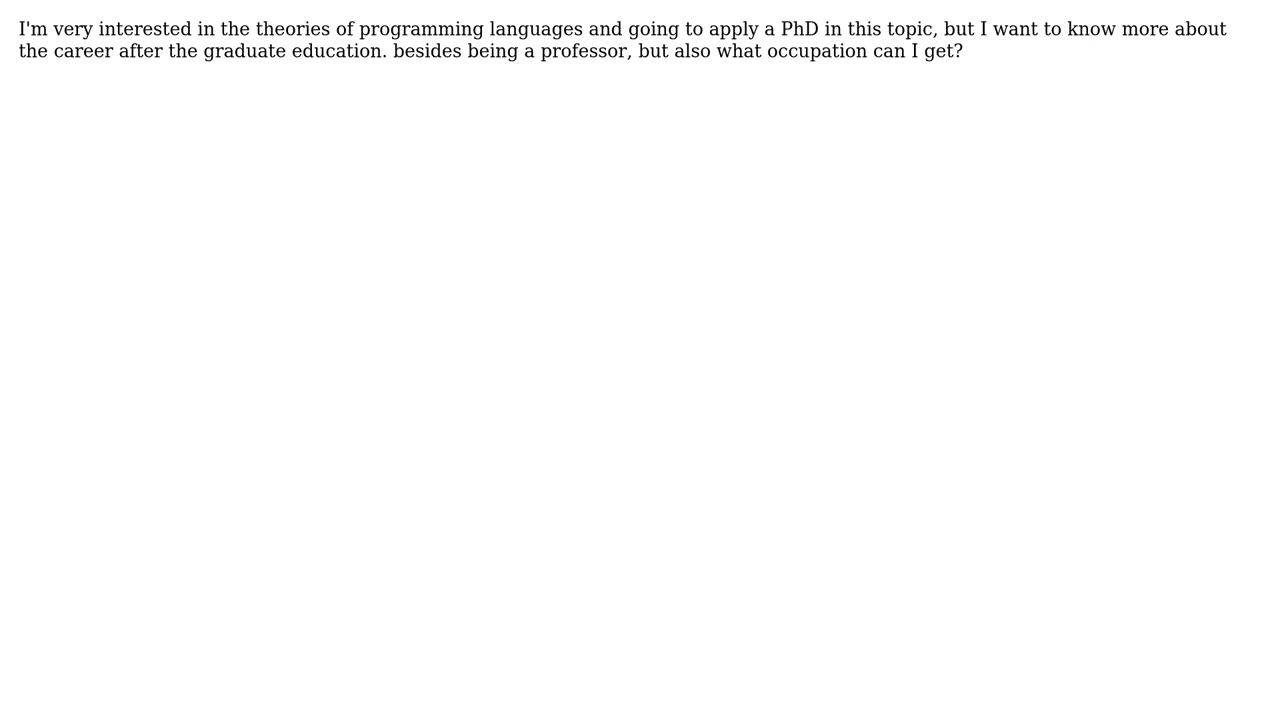 I'm very interested in the theories of programming languages and going to apply a PhD in this topic, but I want to know more about
the career after the graduate education. besides being a professor, but also what occupation can I get?